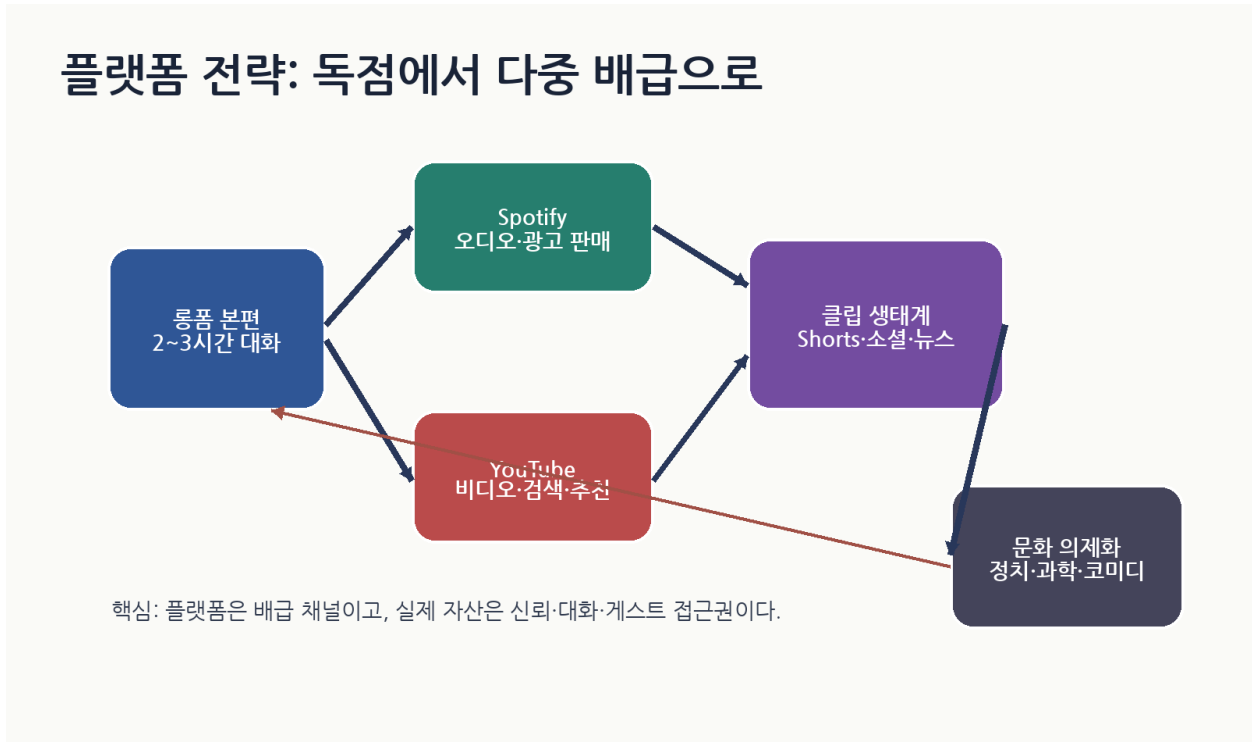 플랫폼 전략: 독점에서 다중 배급으로
Spotify
오디오·광고 판매
롱폼 본편
2~3시간 대화
클립 생태계
Shorts·소셜·뉴스
YouTube
비디오·검색·추천
문화 의제화
정치·과학·코미디
핵심: 플랫폼은 배급 채널이고, 실제 자산은 신뢰·대화·게스트 접근권이다.